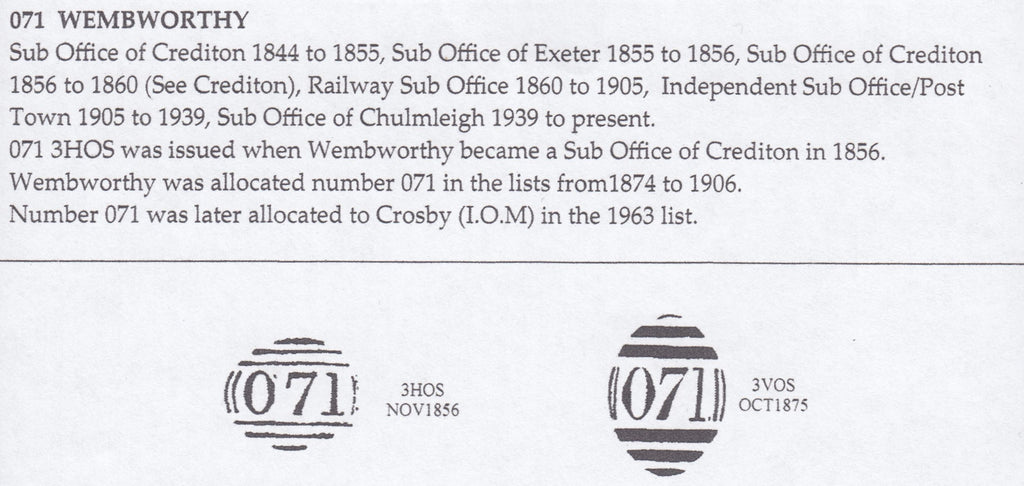 071 WEMBWORTHY
Sub Office of Crediton 1844 to 1855, Sub Office of Exeter 1855 to 1856, Sub Office of Crediton
1856 to 1860 (See Crediton), Railway Sub Office 1860 to 1905, Independent Sub Office/Post
Town 1905 to 1939, Sub Office of Chulmleigh 1939 to present.
071 3HOS was issued when Wembworthy became a Sub Office of Crediton in 1856.
Wembworthy was allocated number 071 in the lists from1874 to 1906.
Number 071 was later allocated to Crosby (I.O.M) in the 1963 list.
071
3HOS
NOV1856
071
3VOS
OCT1875